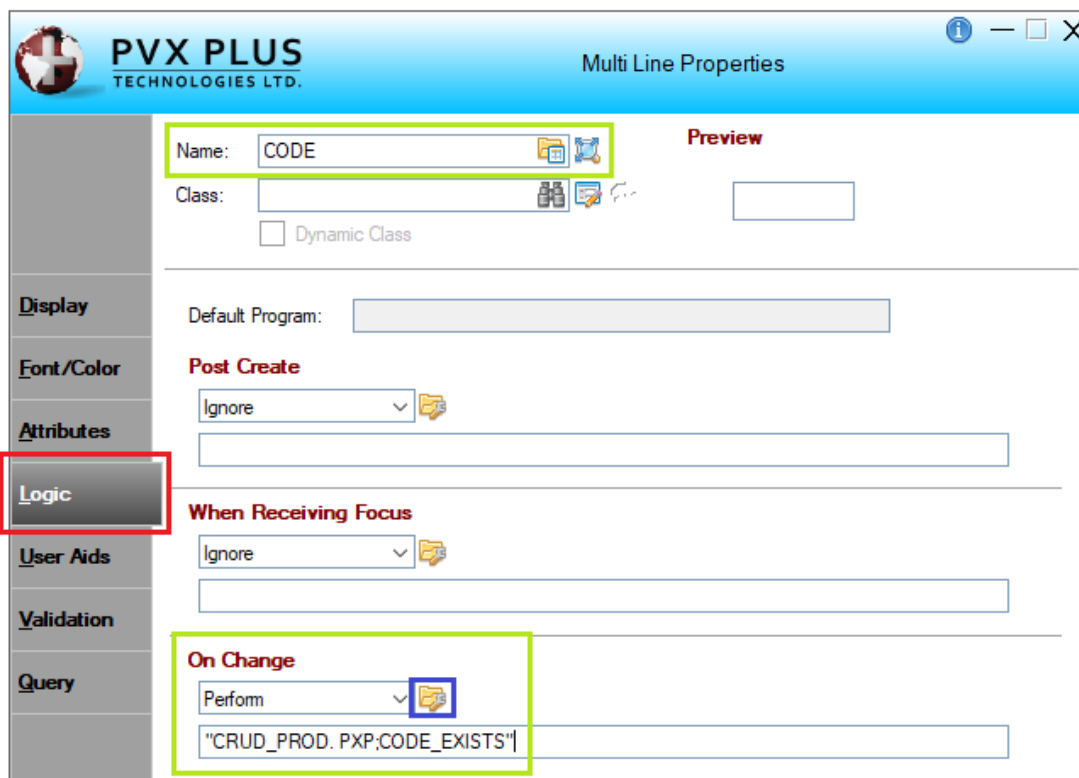 PVX PLUS
TECHNOLOGIES LTD.
Multi Line Properties
Name: CODE
Preview
Class:
Dynamic Class
Display
Default Program:
Font/Color
Post Create
Ignore
Attributes
Logic
When Receiving Focus
User Aids
Ignore
Validation
On Change
Query
Perform
"CRUD_PROD. PXP;CODE_EXISTS"